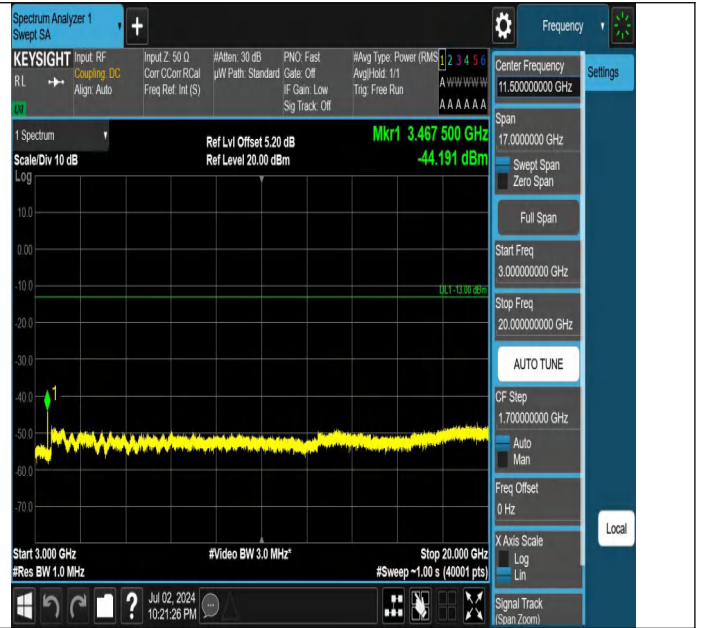 Spectrum Analyzer 1
Swept SA
+
Frequency
KEYSIGHT
RL
LXI
Input: RF
Coupling: DC
Align: Auto
Input Z: 50 Ω
Corr CCorr RCal
Freq Ref: Int (S)
#Atten: 30 dB
µW Path: Standard
PNO: Fast
Gate: Off
IF Gain: Low
Sig Track: Off
#Avg Type: Power (RMS
Avg|Hold: 1/1
Trig: Free Run
1 2 3 4 5 6
A W W W W W
A A A A A A
1 Spectrum
Scale/Div 10 dB
Ref Lvl Offset 5.20 dB
Ref Level 20.00 dBm
Mkr1 3.467 500 GHz
-44.191 dBm
Log
10.0
0.00
-10.0
DL1 -13.00 dBm
-20.0
-30.0
-40.0
1
-50.0
-60.0
-70.0
Start 3.000 GHz
#Res BW 1.0 MHz
#Video BW 3.0 MHz*
Stop 20.000 GHz
#Sweep ~1.00 s (40001 pts)
Center Frequency
11.500000000 GHz
Settings
Span
17.0000000 GHz
Swept Span
Zero Span
Full Span
Start Freq
3.000000000 GHz
Stop Freq
20.000000000 GHz
AUTO TUNE
CF Step
1.700000000 GHz
Auto
Man
Freq Offset
0 Hz
X Axis Scale
Log
Lin
Local
Signal Track
(Span Zoom)
?
Jul 02, 2024
10:21:26 PM